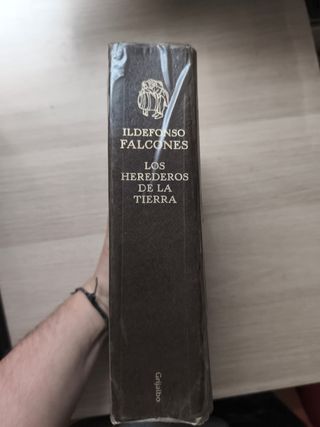 ILDEFONSO
FALCONES
LOS
HEREDEROS
DE LA
TIERRA
Grijalbo